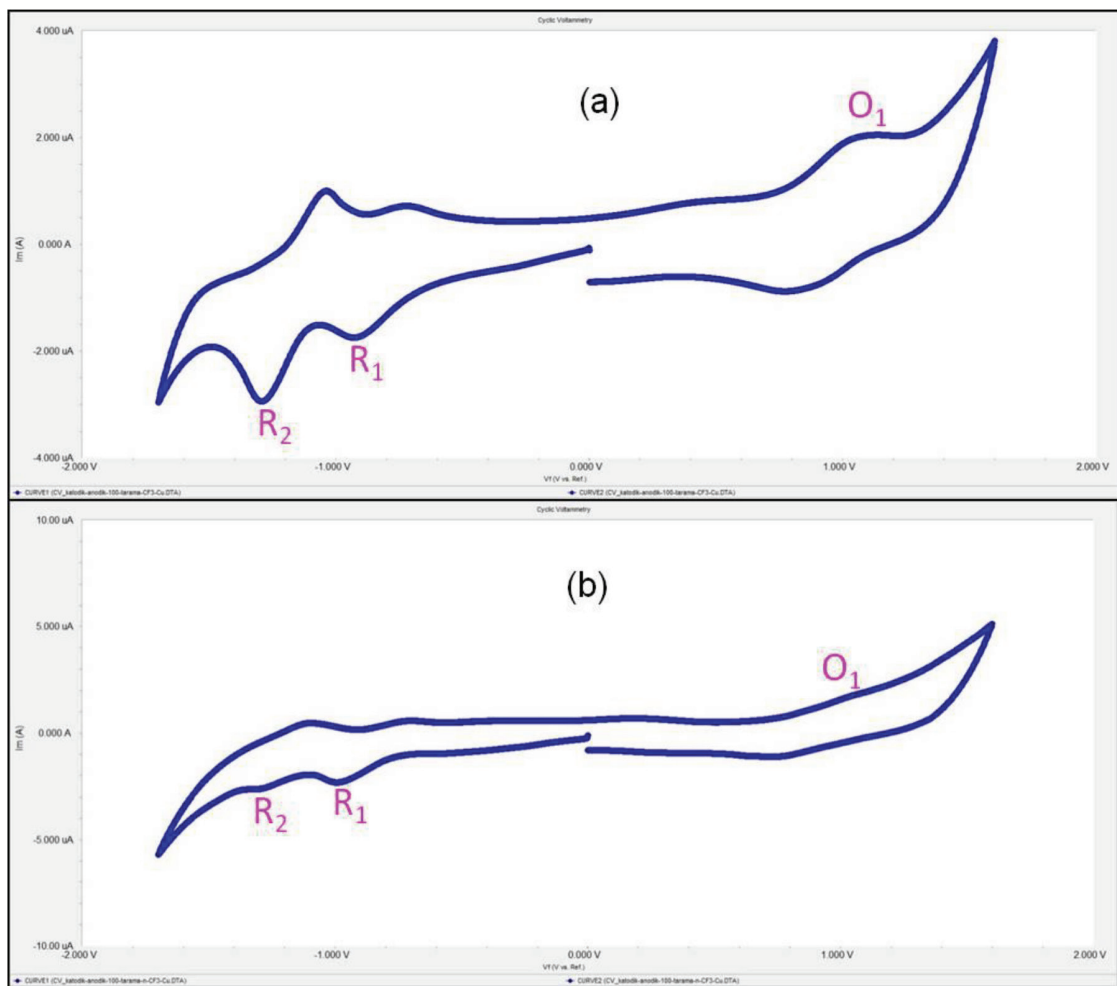 Cyclic Voltammetry
(a)
O1
R1
R2
4.000 uA
2.000 uA
0.000 A
-2.000 uA
-4.000 uA
Im (A)
-2.000 V -1.000 V 0.000 V 1.000 V 2.000 V
Vf (V vs. Ref.)
CURVE1 (CV_katodik-anodik-100-tarama-CF3-Cu.DTA) CURVE2 (CV_katodik-anodik-100-tarama-CF3-Cu.DTA)
Cyclic Voltammetry
(b)
O1
R2 R1
10.00 uA
5.000 uA
0.000 A
-5.000 uA
-10.00 uA
Im (A)
-2.000 V -1.000 V 0.000 V 1.000 V 2.000 V
Vf (V vs. Ref.)
CURVE1 (CV_katodik-anodik-100-tarama-n-CF3-Cu.DTA) CURVE2 (CV_katodik-anodik-100-tarama-n-CF3-Cu.DTA)